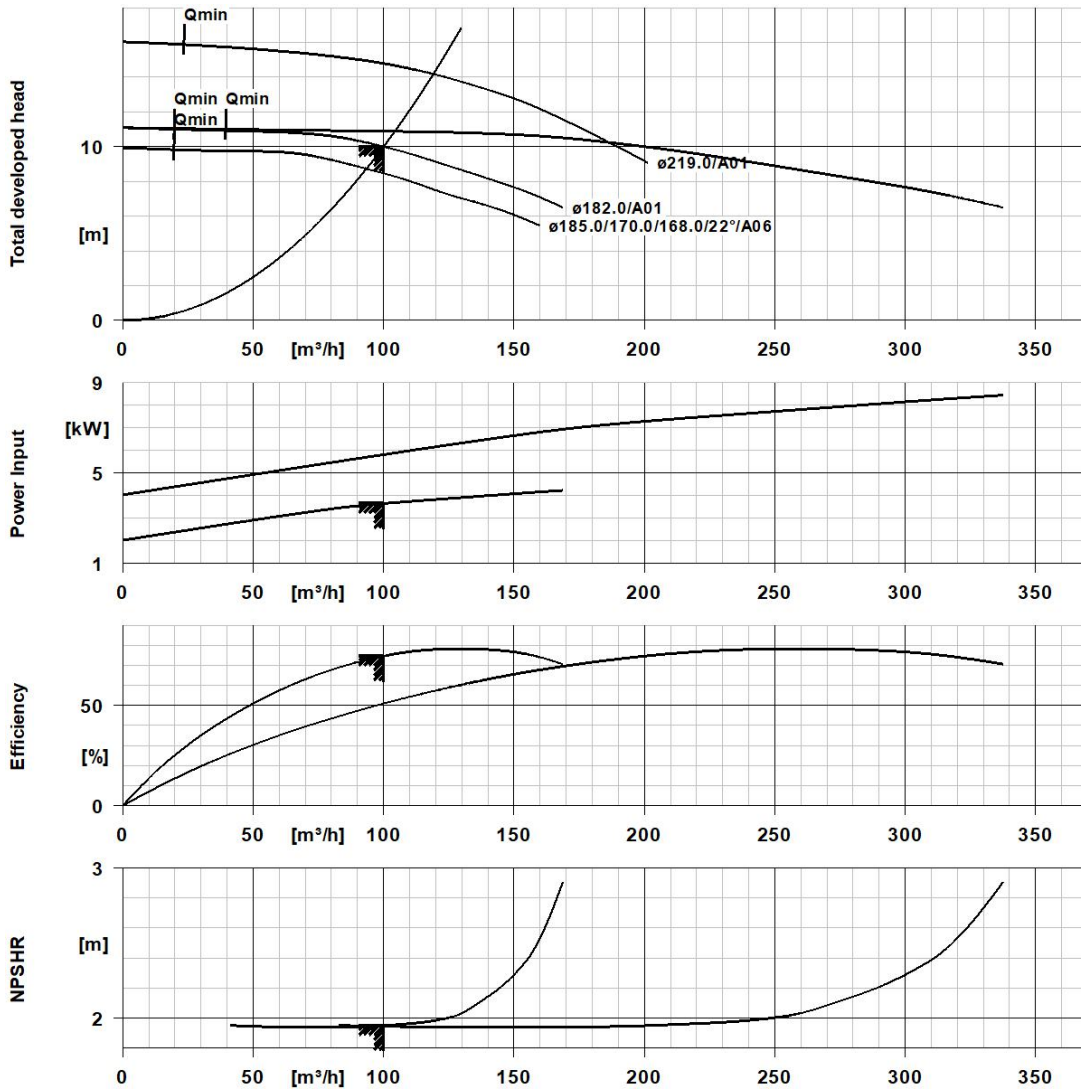 Qmin
Qmin Qmin
Qmin
Total developed head
10
[m]
0
ø219.0/A01
ø182.0/A01
ø185.0/170.0/168.0/22°/A06
0 50 [m³/h] 100 150 200 250 300 350
Power Input
9
[kW]
5
1
0 50 [m³/h] 100 150 200 250 300 350
Efficiency
50
[%]
0
0 50 [m³/h] 100 150 200 250 300 350
NPSHR
3
[m]
2
0 50 [m³/h] 100 150 200 250 300 350